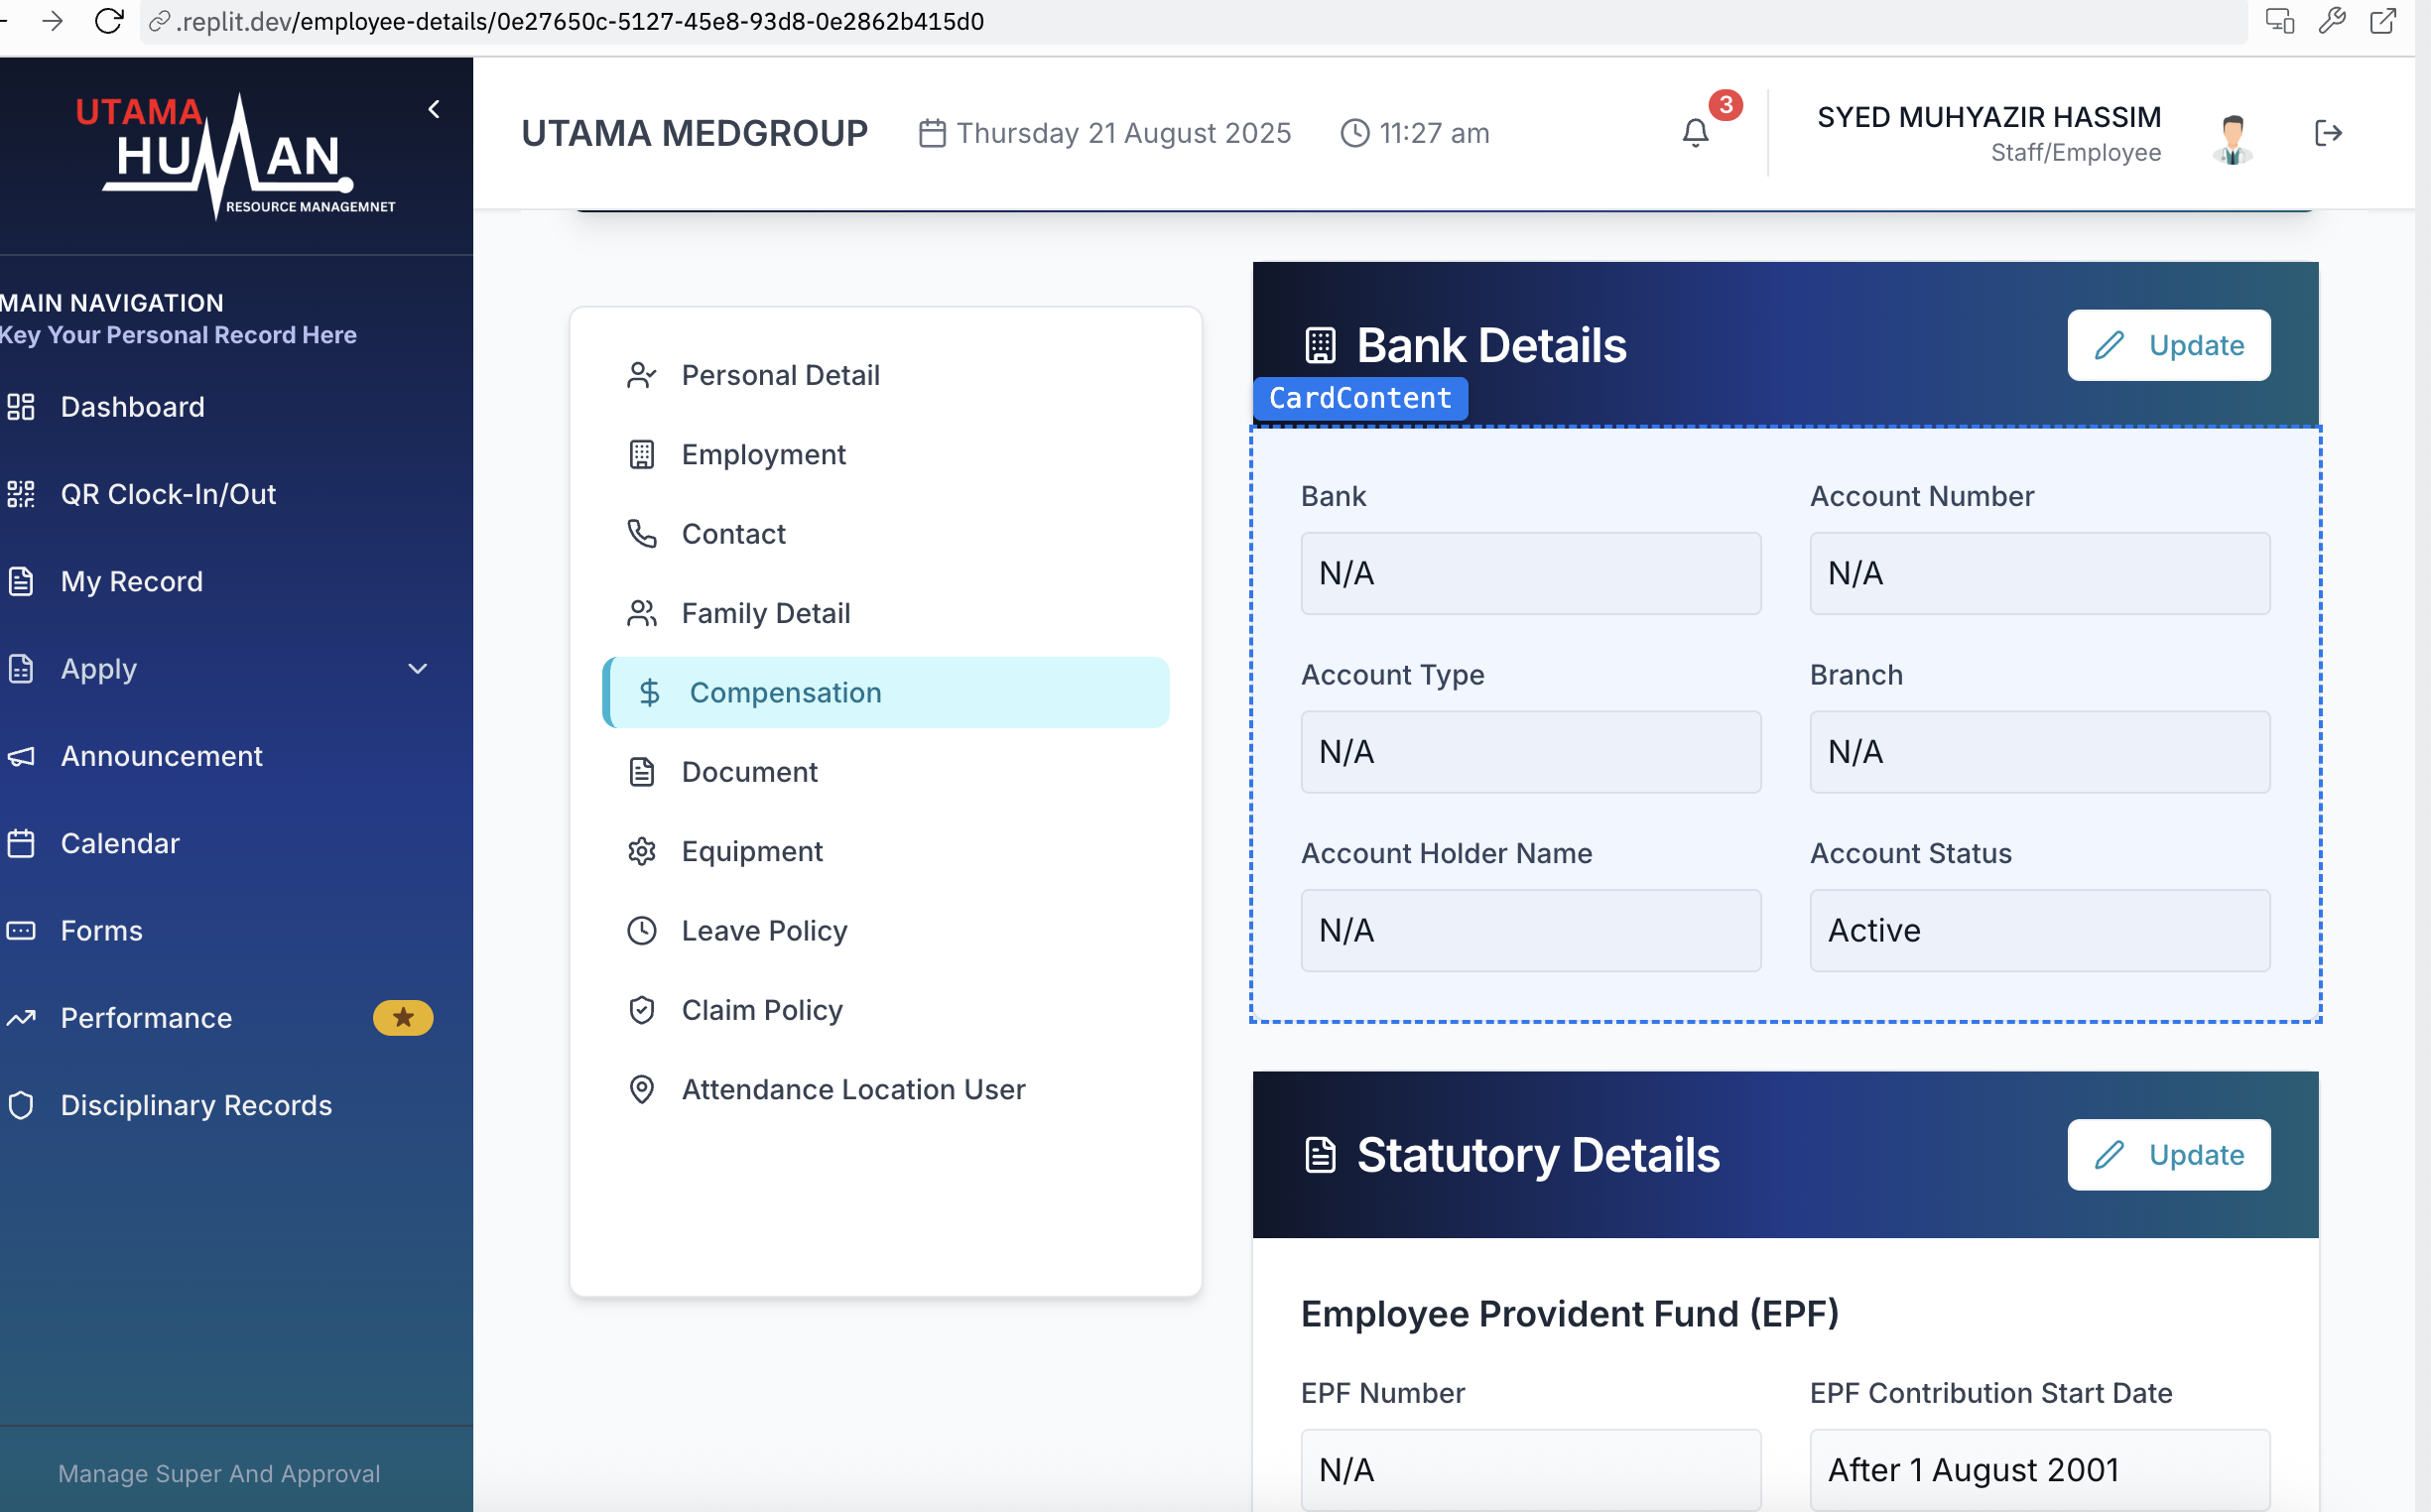 .replit.dev/employee-details/0e27650c-5127-45e8-93d8-0e2862b415d0
UTAMA
HUMAN
RESOURCE MANAGEMNET
MAIN NAVIGATION
Key Your Personal Record Here
Dashboard
QR Clock-In/Out
My Record
Apply
Announcement
Calendar
Forms
Performance
Disciplinary Records
Manage Super And Approval
UTAMA MEDGROUP
Thursday 21 August 2025
11:27 am
3
SYED MUHYAZIR HASSIM
Staff/Employee
Personal Detail
Employment
Contact
Family Detail
Compensation
Document
Equipment
Leave Policy
Claim Policy
Attendance Location User
Bank Details
Update
CardContent
Bank
N/A
Account Number
N/A
Account Type
N/A
Branch
N/A
Account Holder Name
N/A
Account Status
Active
Statutory Details
Update
Employee Provident Fund (EPF)
EPF Number
N/A
EPF Contribution Start Date
After 1 August 2001